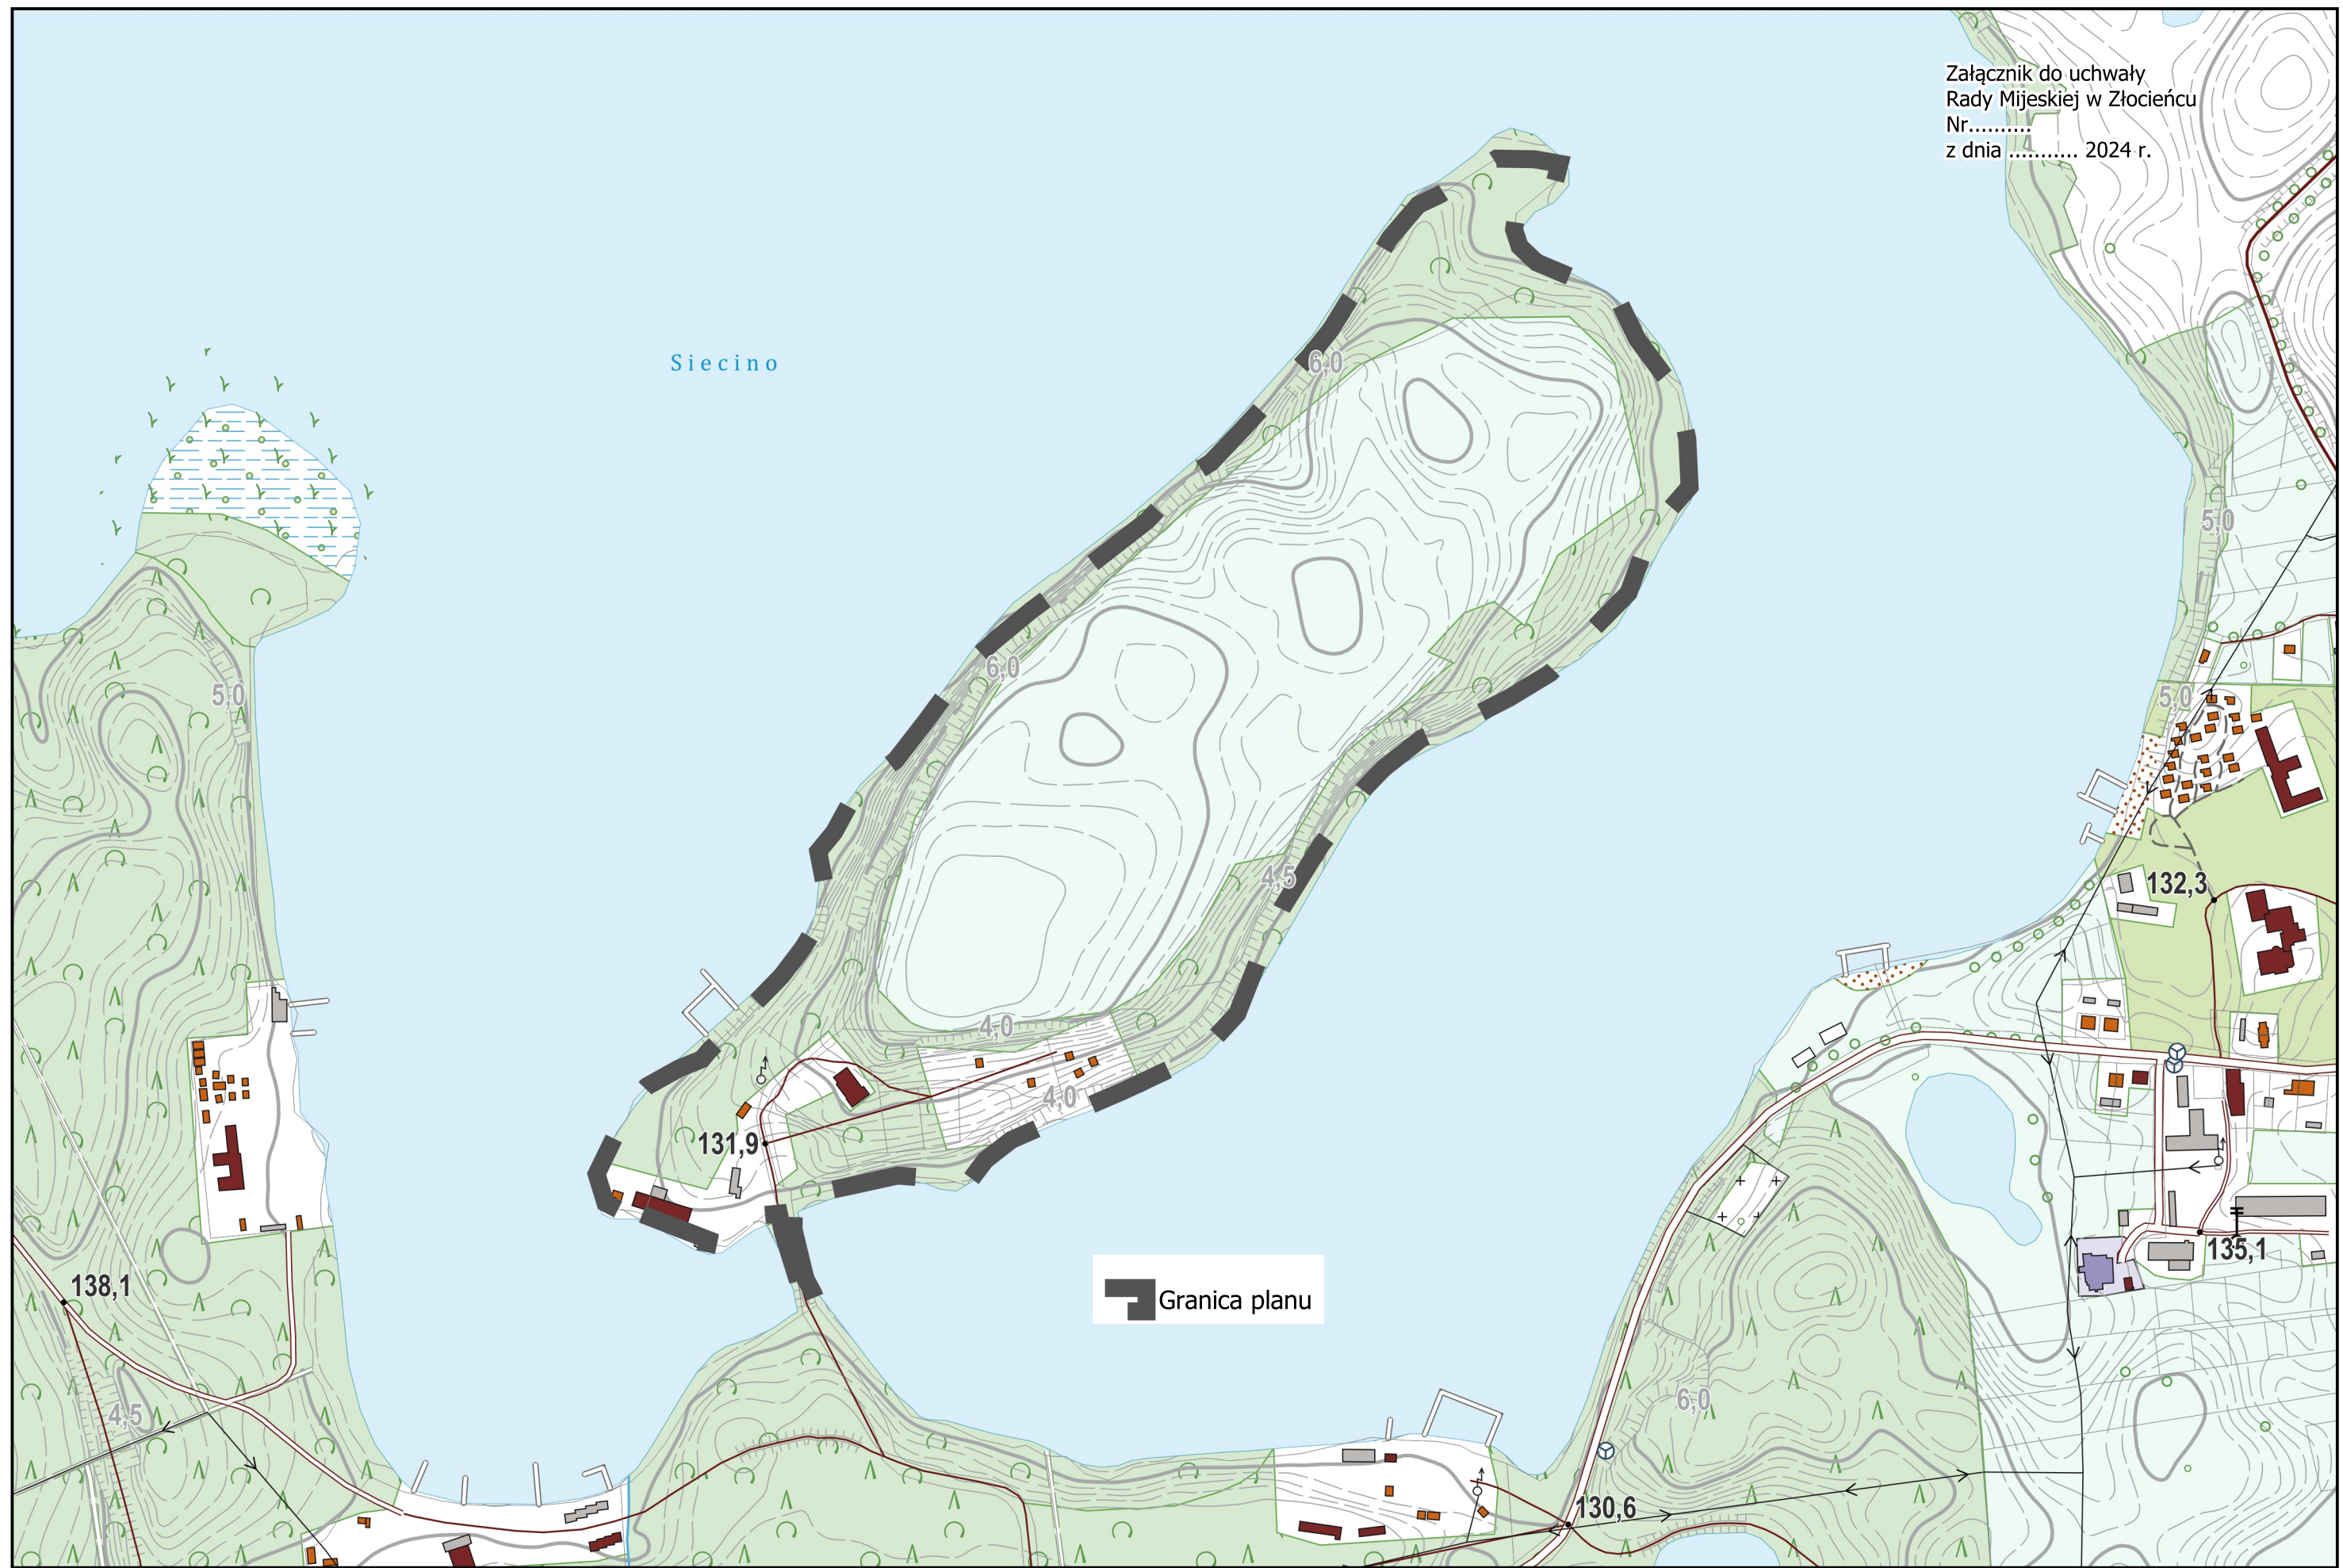 Załącznik do uchwały
Rady Mijeskiej w Złocieńcu
Nr..........
z dnia ........... 2024 r.
Siecino
6,0
5,0
6,0
5,0
5,0
4,5
132,3
4,0
4,0
131,9
135,1
138,1
Granica planu
4,5
6,0
130,6